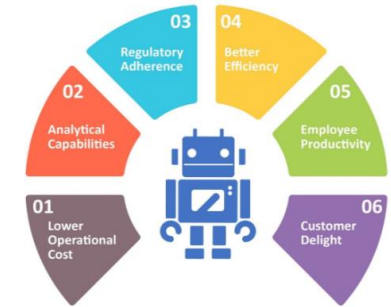 01
Lower
Operational
Cost
02
Analytical
Capabilities
03
Regulatory
Adherence
04
Better
Efficiency
05
Employee
Productivity
06
Customer
Delight